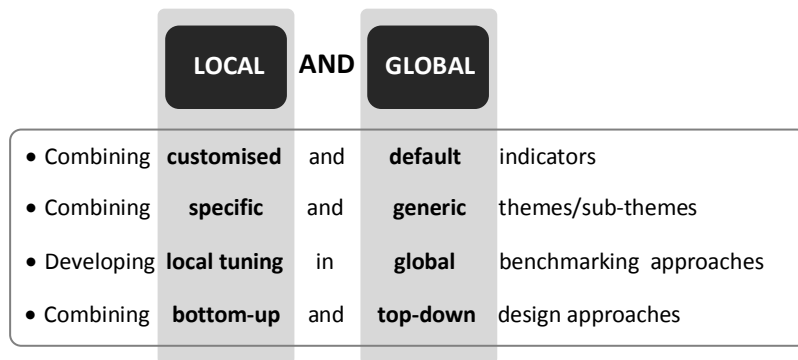 LOCAL AND GLOBAL
• Combining customised and default indicators
• Combining specific and generic themes/sub-themes
• Developing local tuning in global benchmarking approaches
• Combining bottom-up and top-down design approaches